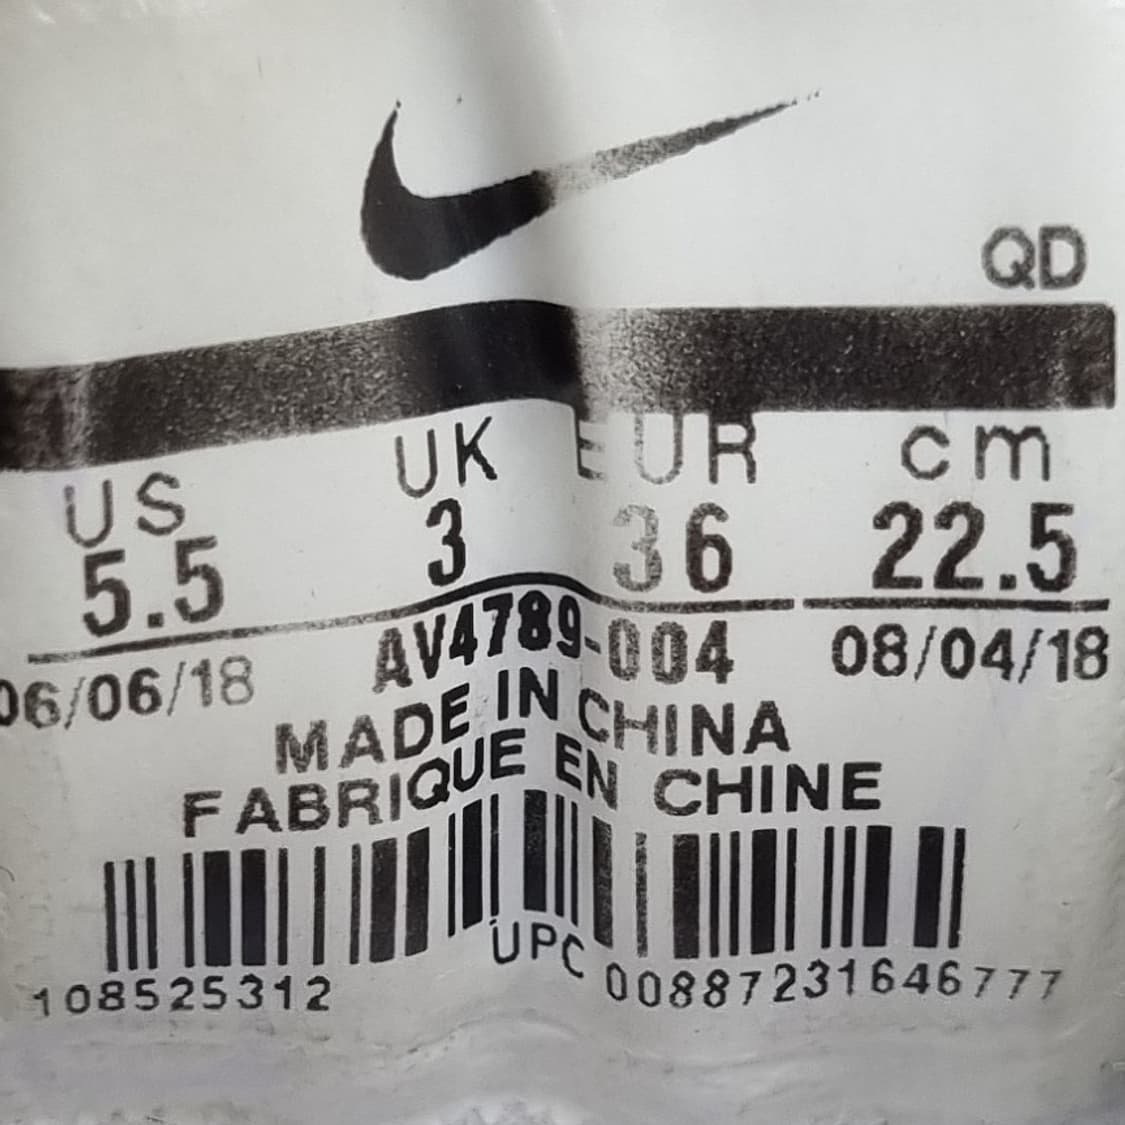 QD
US UK EUR cm
5.5 3 36 22.5
06/06/18 AV4789-004 08/04/18
MADE IN CHINA
FABRIQUE EN CHINE
108525312 UPC 00887231646777